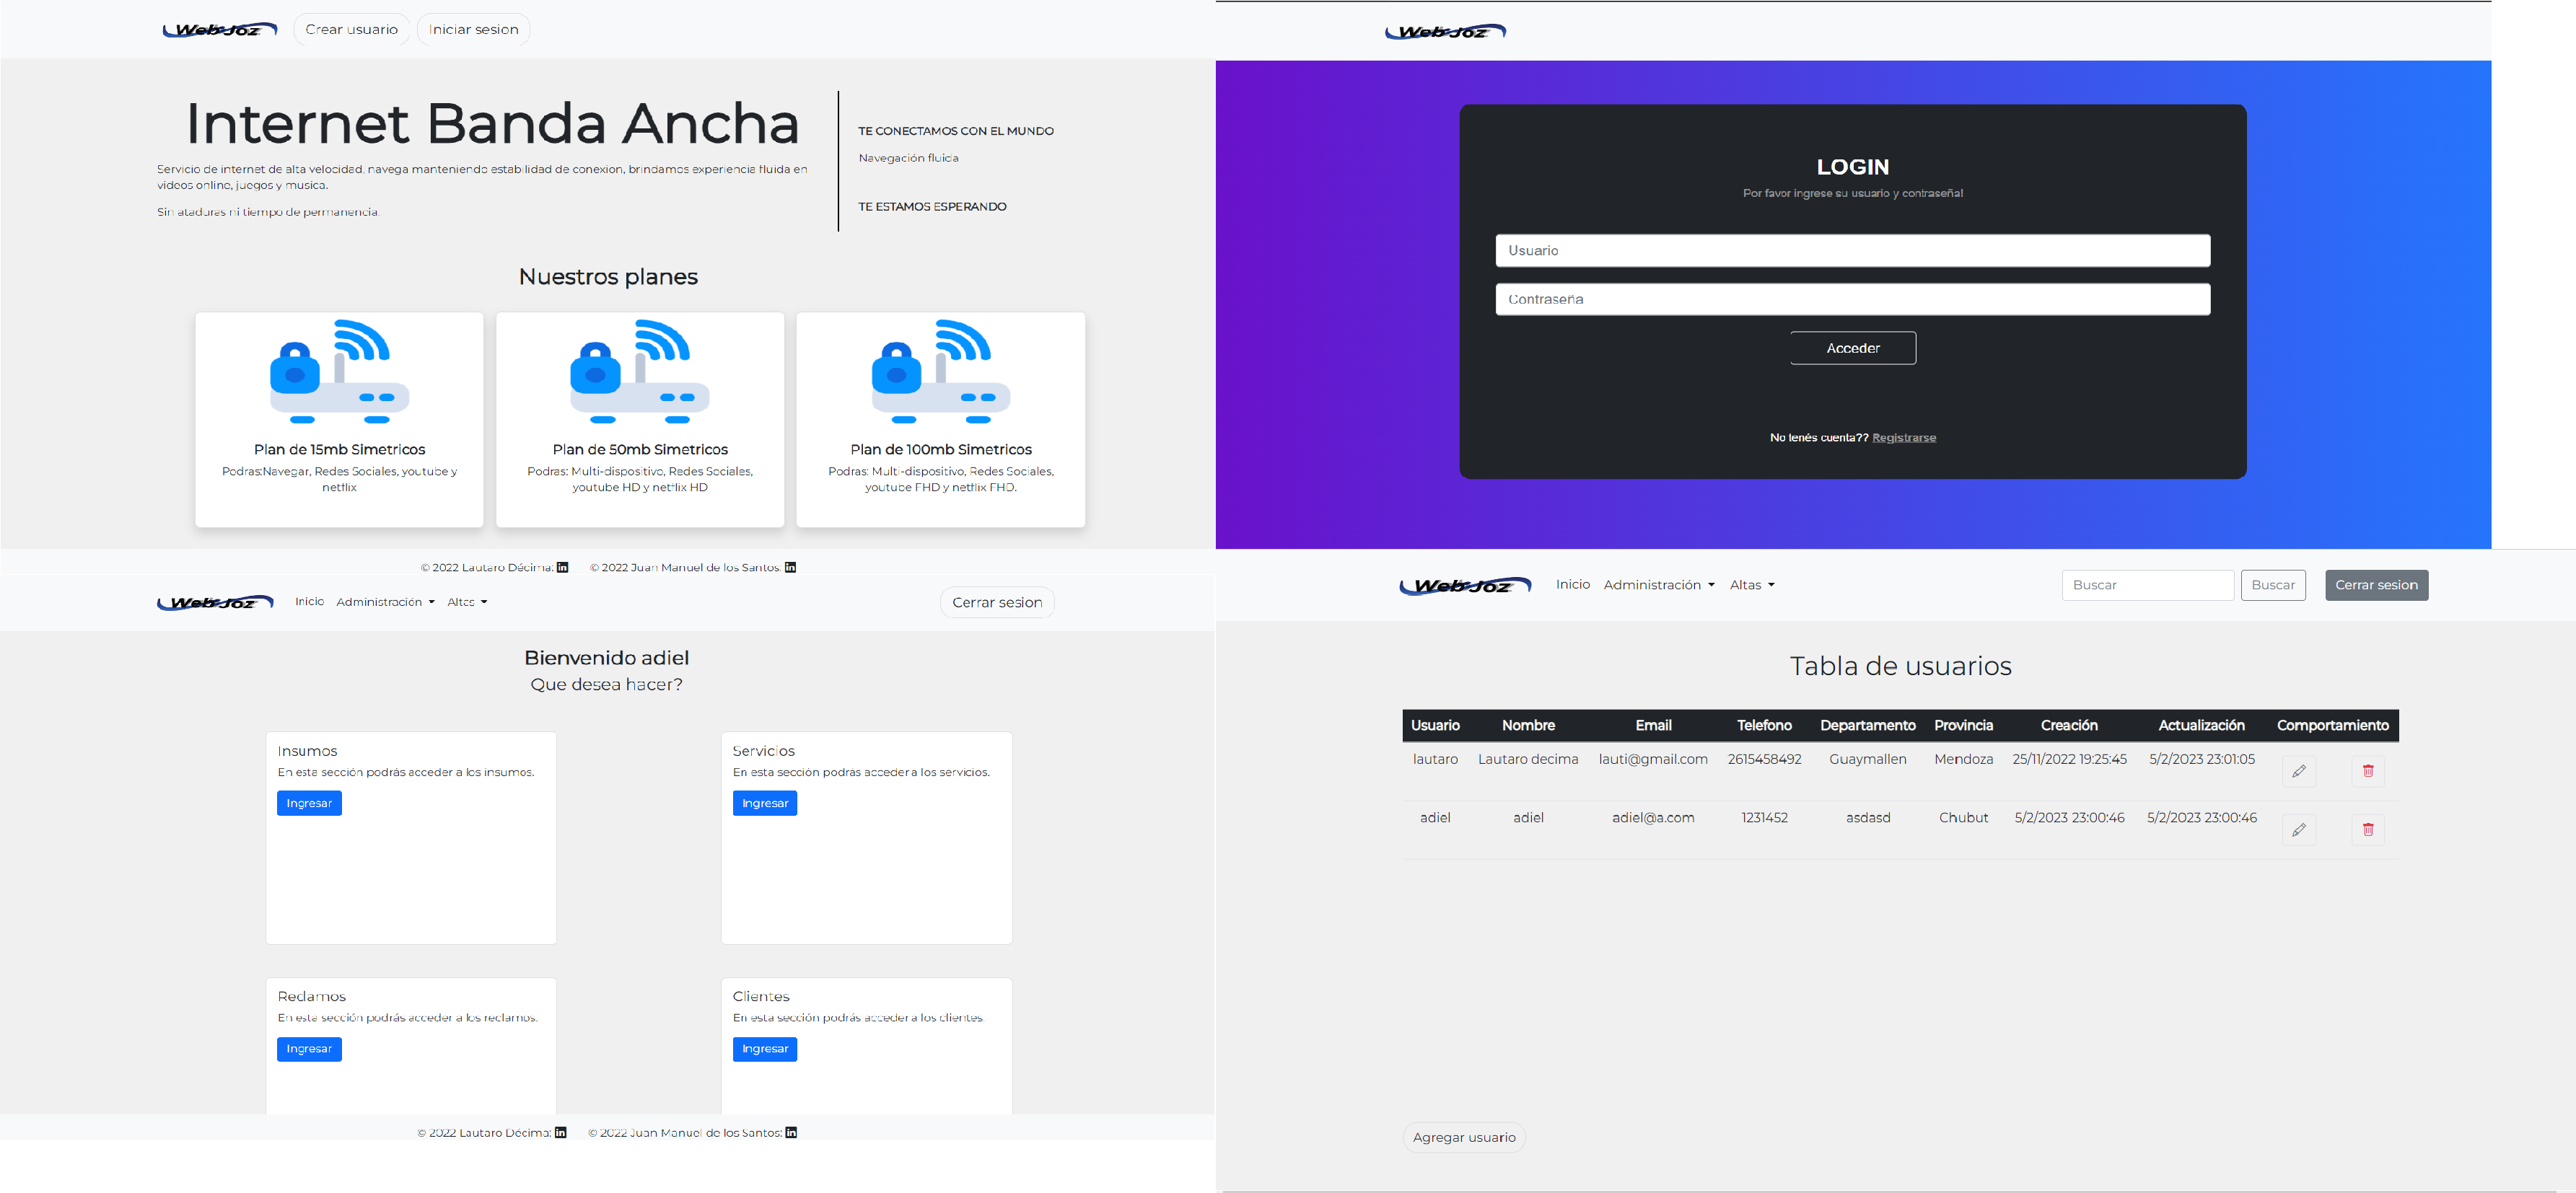 Web-Joz
Crear usuario
Iniciar sesion
Internet Banda Ancha
Servicio de internet de alta velocidad, navega manteniendo estabilidad de conexion, brindamos experiencia fluida en
videos online, juegos y musica.
Sin ataduras ni tiempo de permanencia.
TE CONECTAMOS CON EL MUNDO
Navegación fluida
TE ESTAMOS ESPERANDO
Nuestros planes
Plan de 15mb Simetricos
Podras:Navegar, Redes Sociales, youtube y
netflix
Plan de 50mb Simetricos
Podras: Multi-dispositivo, Redes Sociales,
youtube HD y netflix HD
Plan de 100mb Simetricos
Podras: Multi-dispositivo, Redes Sociales,
youtube FHD y netflix FHD.
© 2022 Lautaro Décima: © 2022 Juan Manuel de los Santos:
Web-Joz
LOGIN
Por favor ingrese su usuario y contraseña!
Usuario
Contraseña
Acceder
No tenés cuenta?? Registrarse
Web-Joz Inicio Administración Altas Cerrar sesion
Bienvenido adiel
Que desea hacer?
Insumos
En esta sección podrás acceder a los insumos.
Ingresar
Servicios
En esta sección podrás acceder a los servicios.
Ingresar
Reclamos
En esta sección podrás acceder a los reclamos.
Ingresar
Clientes
En esta sección podrás acceder a los clientes.
Ingresar
© 2022 Lautaro Décima: © 2022 Juan Manuel de los Santos:
Web-Joz Inicio Administración Altas Buscar Buscar Cerrar sesion
Tabla de usuarios
Usuario Nombre Email Telefono Departamento Provincia Creación Actualización Comportamiento
lautaro Lautaro decima lauti@gmail.com 2615458492 Guaymallen Mendoza 25/11/2022 19:25:45 5/2/2023 23:01:05
adiel adiel adiel@a.com 1231452 asdasd Chubut 5/2/2023 23:00:46 5/2/2023 23:00:46
Agregar usuario